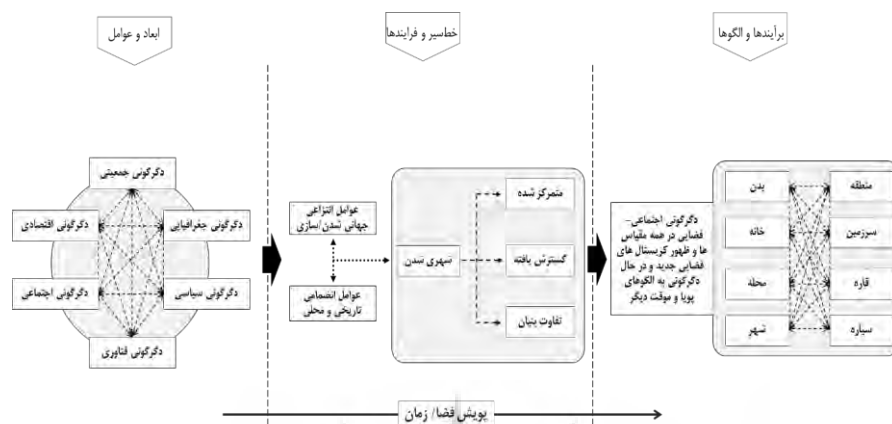 ابعاد و عوامل
خط‌سیر و فرایندها
برآیندها و الگوها
دگرگونی جمعیتی
دگرگونی اقتصادی
دگرگونی جغرافیایی
دگرگونی اجتماعی
دگرگونی سیاسی
دگرگونی فناوری
عوامل انتزاعی
جهانی شدن/سازی
عوامل انضمامی
تاریخی و محلی
شهری شدن
متمرکز شده
گسترش یافته
تفاوت بنیان
دگرگونی اجتماعی-
فضایی در همه مقیاس
ها و ظهور کریستال های
فضایی جدید و در حال
دگرگونی به الگوهای
پویا و موقت دیگر
بدن
خانه
محله
شهر
منطقه
سرزمین
قاره
سیاره
پویش فضا/ زمان